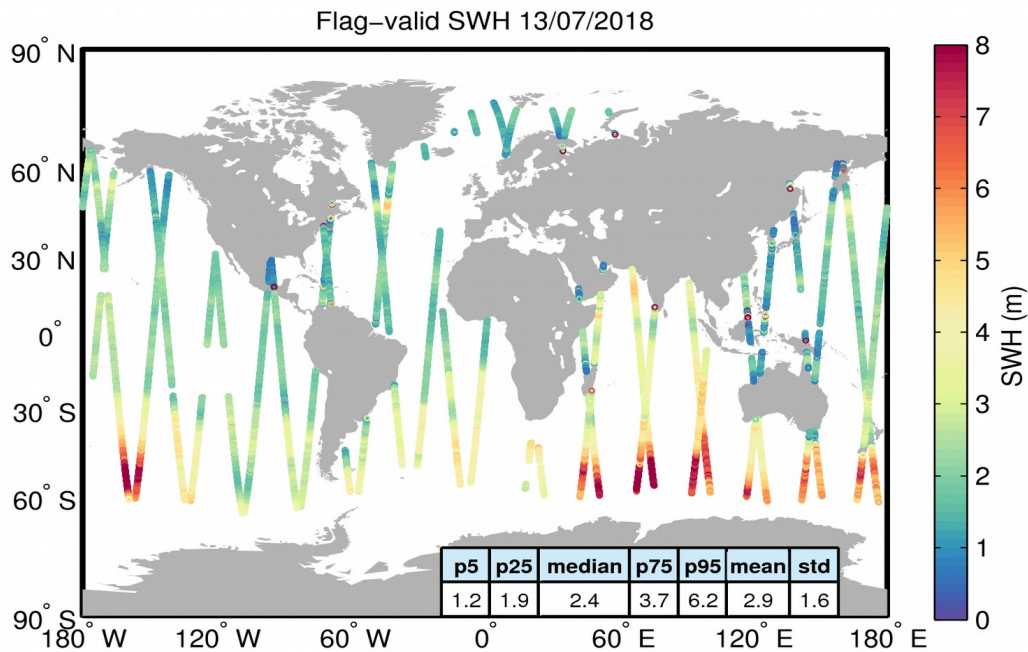 Flag−valid SWH 13/07/2018
90° N
60° N
30° N
0°
30° S
60° S
90° S
180° W
120° W
60° W
0°
60° E
120° E
180° E
p5 p25 median p75 p95 mean std
1.2 1.9 2.4 3.7 6.2 2.9 1.6
8
7
6
5
4
3
2
1
0
SWH (m)